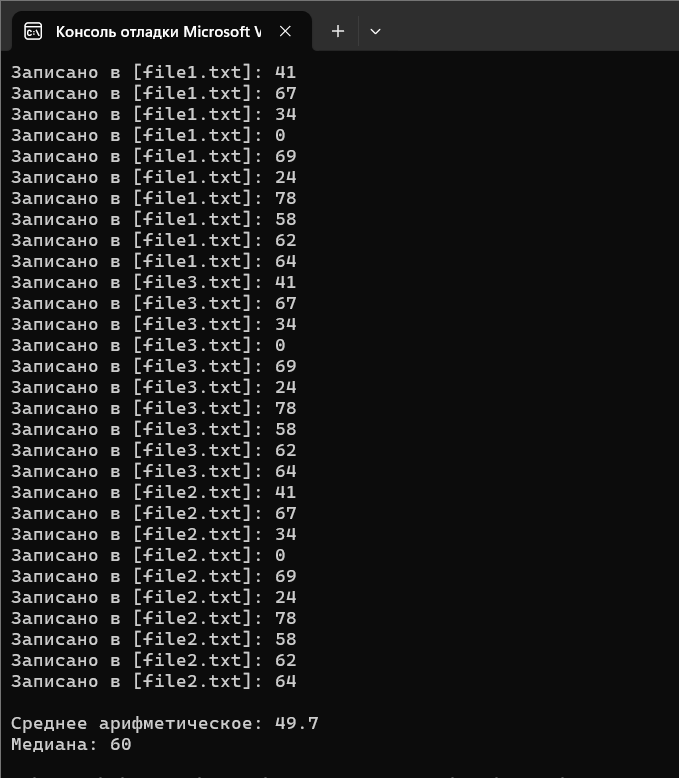 Консоль отладки Microsoft V
Записано в [file1.txt]: 41
Записано в [file1.txt]: 67
Записано в [file1.txt]: 34
Записано в [file1.txt]: 0
Записано в [file1.txt]: 69
Записано в [file1.txt]: 24
Записано в [file1.txt]: 78
Записано в [file1.txt]: 58
Записано в [file1.txt]: 62
Записано в [file1.txt]: 64
Записано в [file3.txt]: 41
Записано в [file3.txt]: 67
Записано в [file3.txt]: 34
Записано в [file3.txt]: 0
Записано в [file3.txt]: 69
Записано в [file3.txt]: 24
Записано в [file3.txt]: 78
Записано в [file3.txt]: 58
Записано в [file3.txt]: 62
Записано в [file3.txt]: 64
Записано в [file2.txt]: 41
Записано в [file2.txt]: 67
Записано в [file2.txt]: 34
Записано в [file2.txt]: 0
Записано в [file2.txt]: 69
Записано в [file2.txt]: 24
Записано в [file2.txt]: 78
Записано в [file2.txt]: 58
Записано в [file2.txt]: 62
Записано в [file2.txt]: 64
Среднее арифметическое: 49.7
Медиана: 60